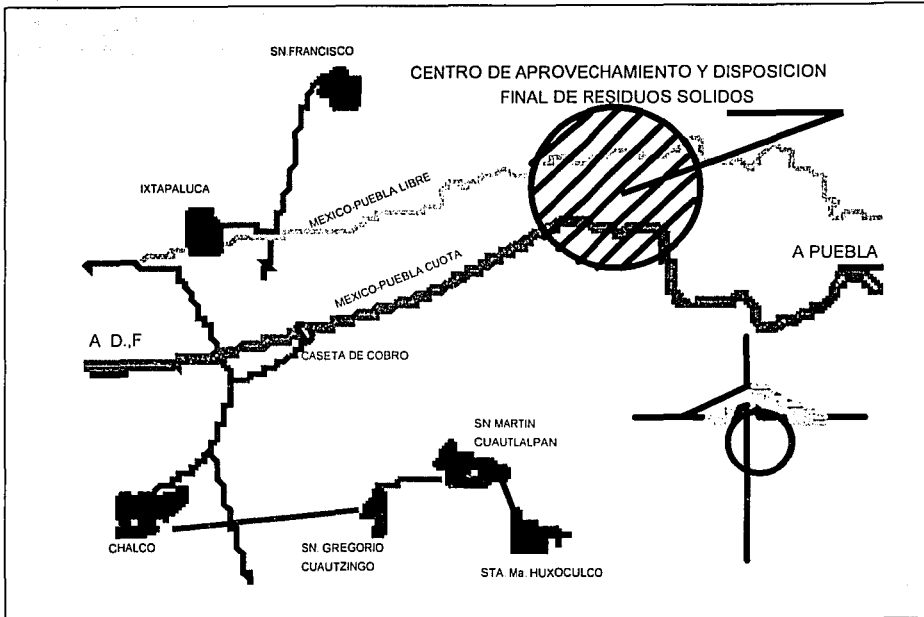 SN.FRANCISCO
CENTRO DE APROVECHAMIENTO Y DISPOSICION
FINAL DE RESIDUOS SOLIDOS
IXTAPALUCA
MEXICO-PUEBLA LIBRE
MEXICO-PUEBLA CUOTA
A PUEBLA
A D.,F
CASETA DE COBRO
SN MARTIN
CUAUTLALPAN
CHALCO
SN. GREGORIO
CUAUTZINGO
STA. Ma. HUXOCULCO